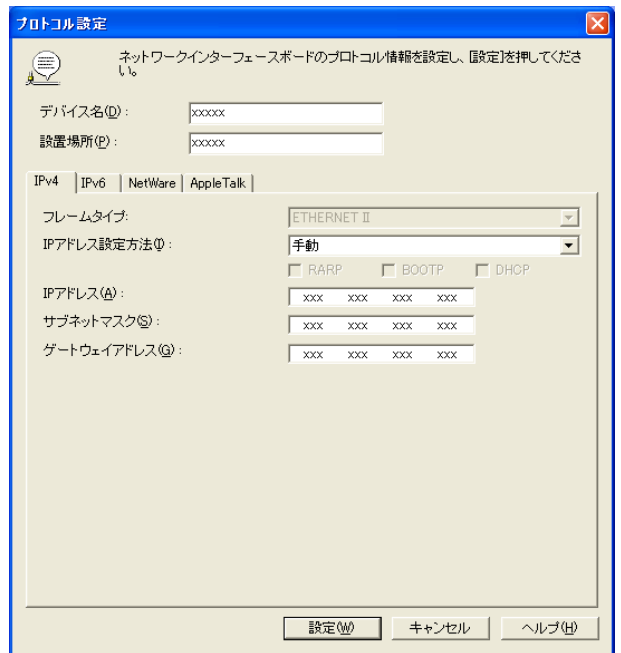 プロトコル設定
ネットワークインターフェースボードのプロトコル情報を設定し、[設定]を押してくださ
い。
デバイス名(D)： xxxxx
設置場所(P)： xxxxx
IPv4 IPv6 NetWare AppleTalk
フレームタイプ: ETHERNET II
IPアドレス設定方法(I)： 手動
RARP BOOTP DHCP
IPアドレス(A)： xxx xxx xxx xxx
サブネットマスク(S)： xxx xxx xxx xxx
ゲートウェイアドレス(G)： xxx xxx xxx xxx
設定(W) キャンセル ヘルプ(H)